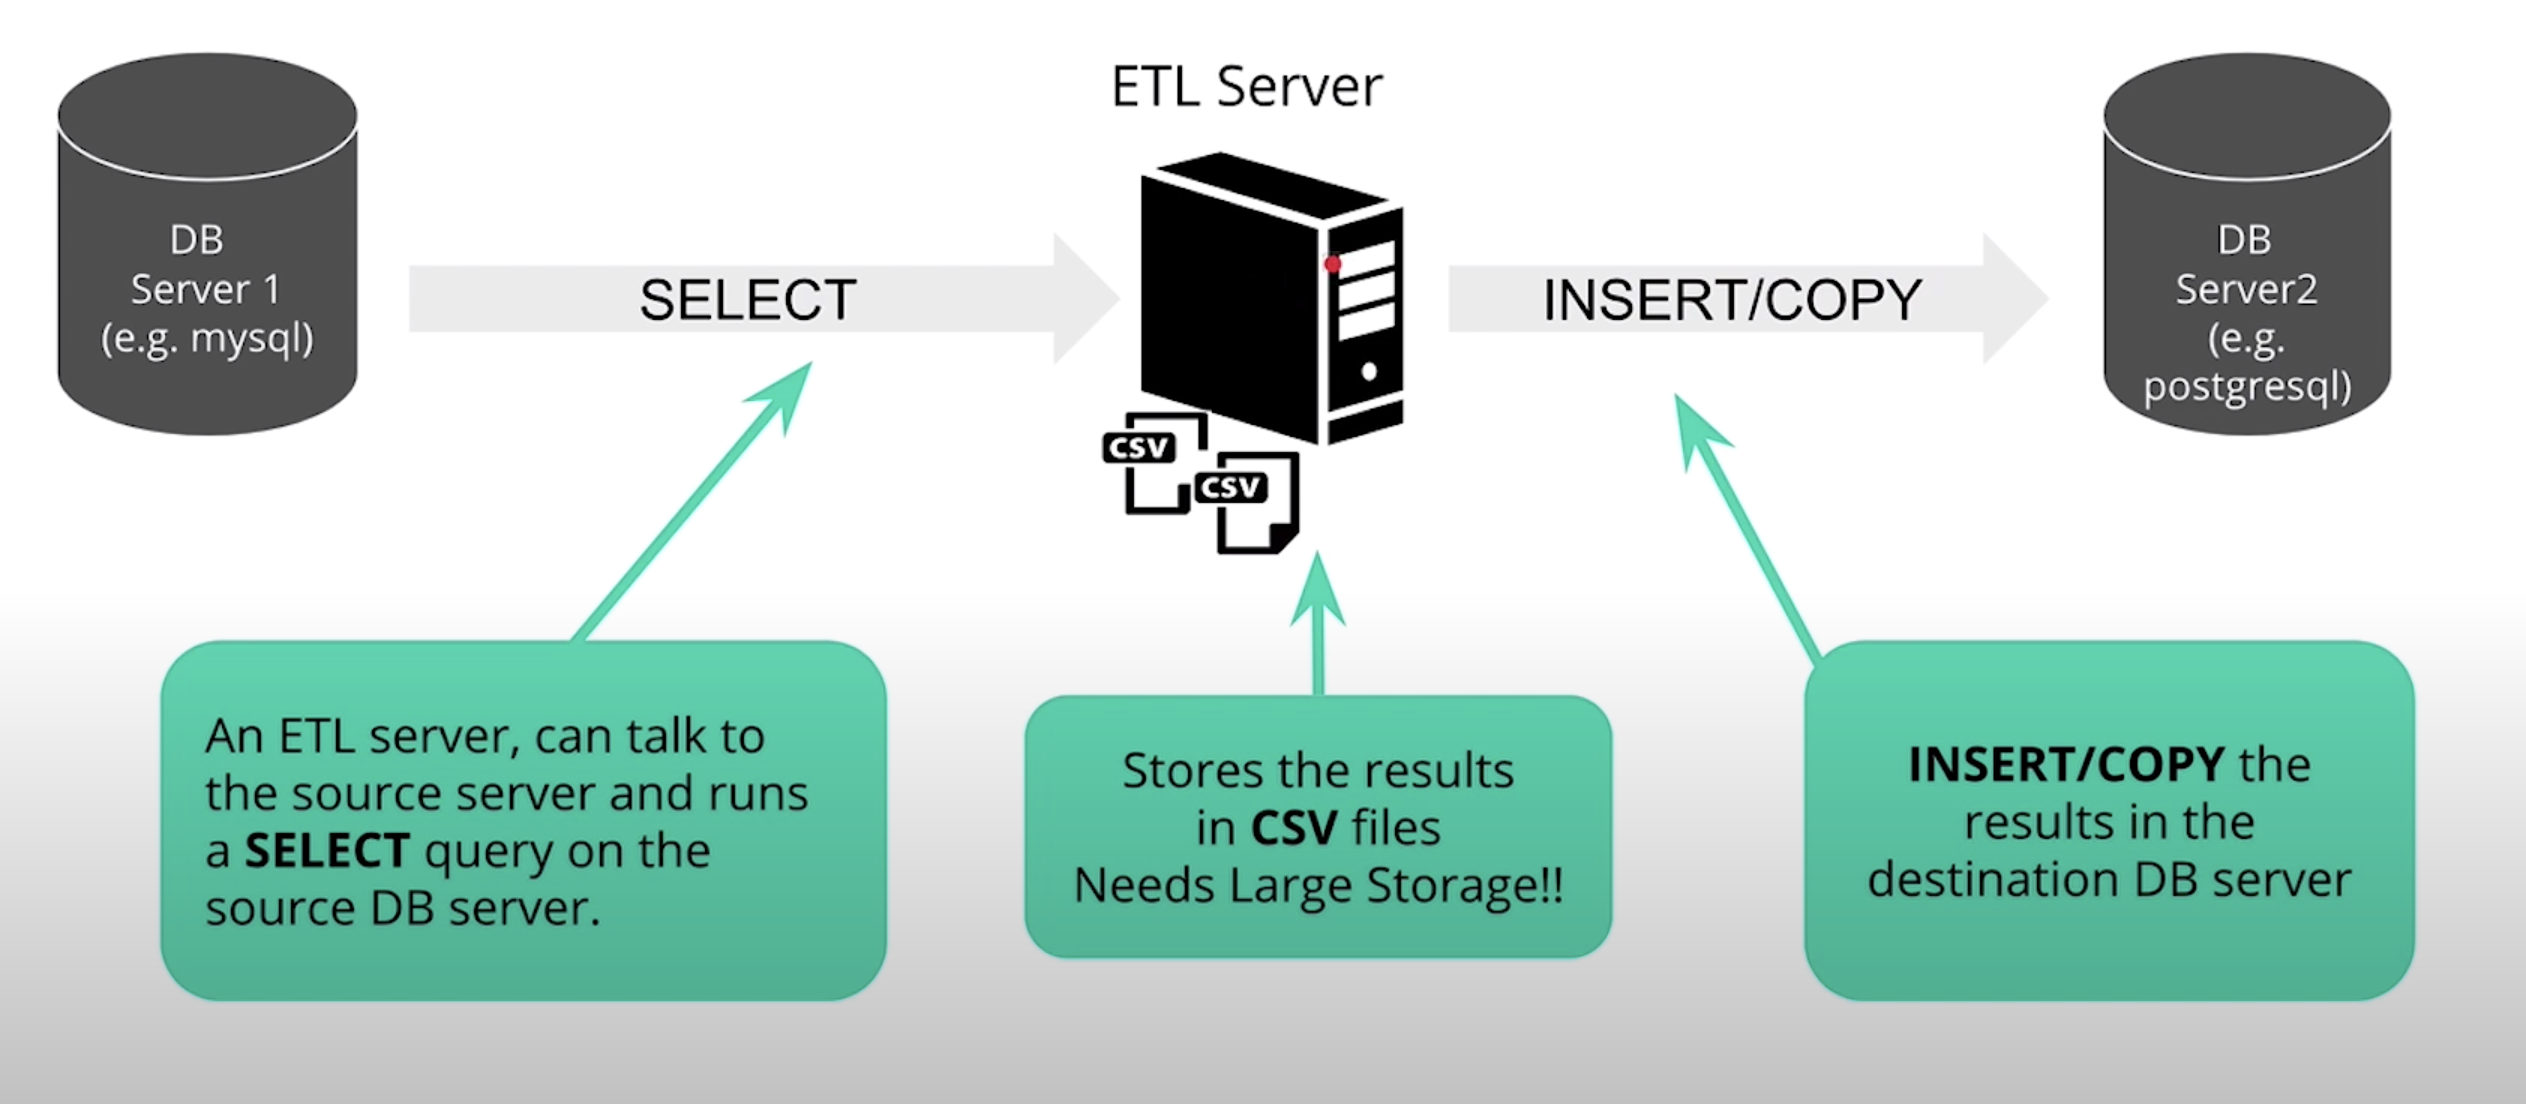 ETL Server
DB
Server 1
(e.g. mysql)
SELECT
INSERT/COPY
DB
Server2
(e.g.
postgresql)
CSV
CSV
An ETL server, can talk to
the source server and runs
a SELECT query on the
source DB server.
Stores the results
in CSV files
Needs Large Storage!!
INSERT/COPY the
results in the
destination DB server